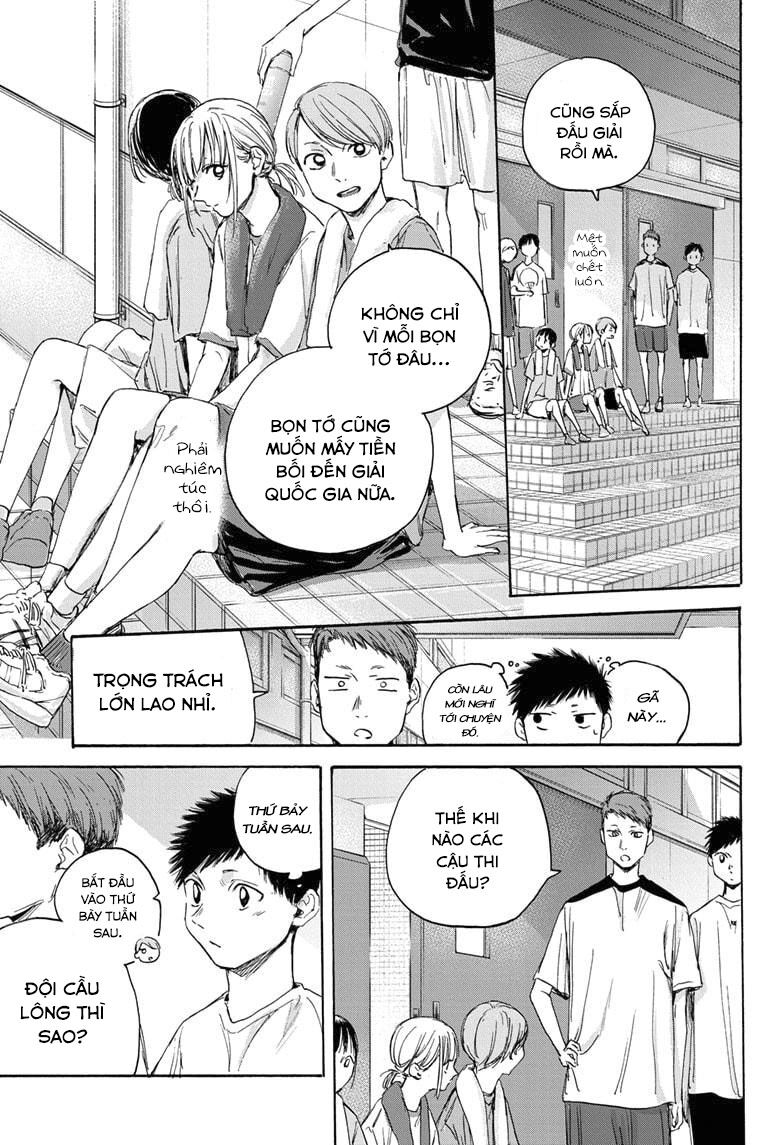 CŨNG SẮP
ĐẤU GIẢI
RỒI MÀ.
Mệt
muốn
chết
luôn.
KHÔNG CHỈ
VÌ MỖI BỌN
TỚ ĐÂU...
BỌN TỚ CŨNG
MUỐN MẤY TIỀN
BỐI ĐẾN GIẢI
QUỐC GIA NỮA.
Phải
nghiêm
túc
thôi.
GÃ
NÀY...
CÒN LÂU
MỚI NGHĨ
TỚI CHUYỆN
ĐÓ.
TRỌNG TRÁCH
LỚN LAO NHỈ.
THẾ KHI
NÀO CÁC
CẬU THI
ĐẤU?
THỨ BẢY
TUẦN SAU.
BẮT ĐẦU
VÀO THỨ
BẢY TUẦN
SAU.
ĐỘI CẦU
LÔNG THÌ
SAO?